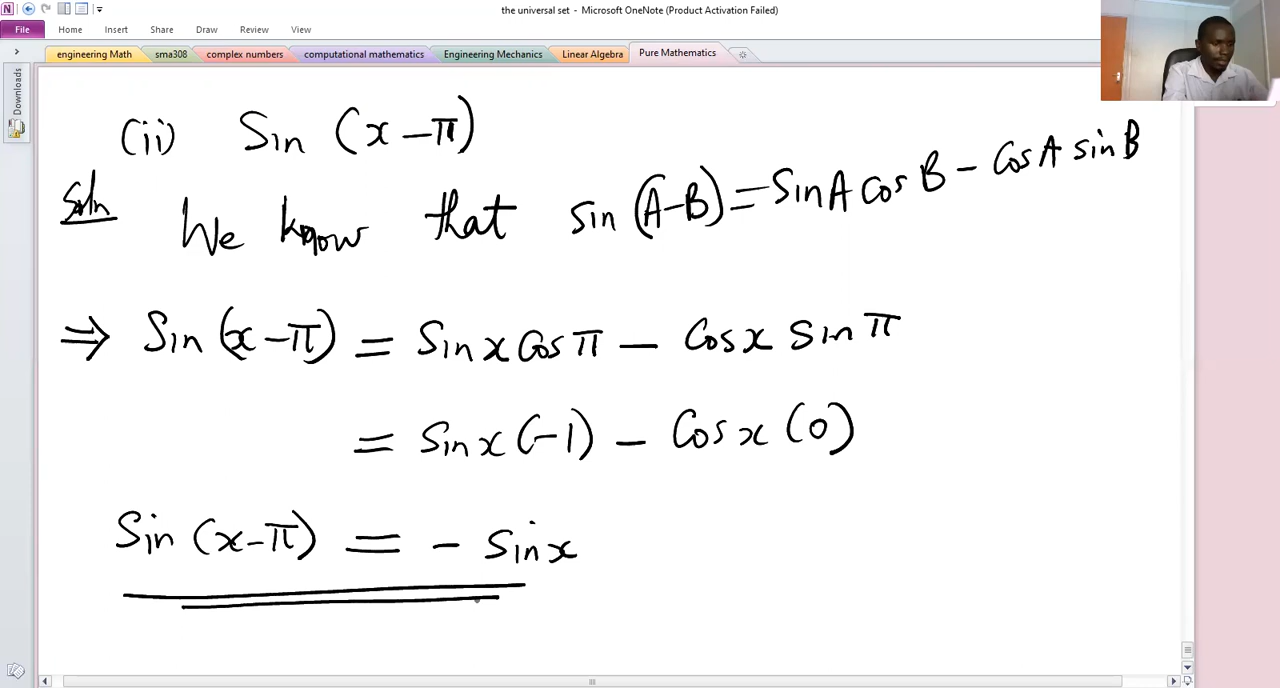 the universal set - Microsoft OneNote (Product Activation Failed)
File Home Insert Share Draw Review View
engineering Math sma308 complex numbers computational mathematics Engineering Mechanics Linear Algebra Pure Mathematics
Downloads
(ii) Sin (x-π)
Soln We know that sin (A-B) = Sin A cos B - Cos A sin B
⇒ Sin (x-π) = Sin x Cos π - Cos x Sin π
= Sin x (-1) - Cos x (0)
Sin (x-π) = - Sin x